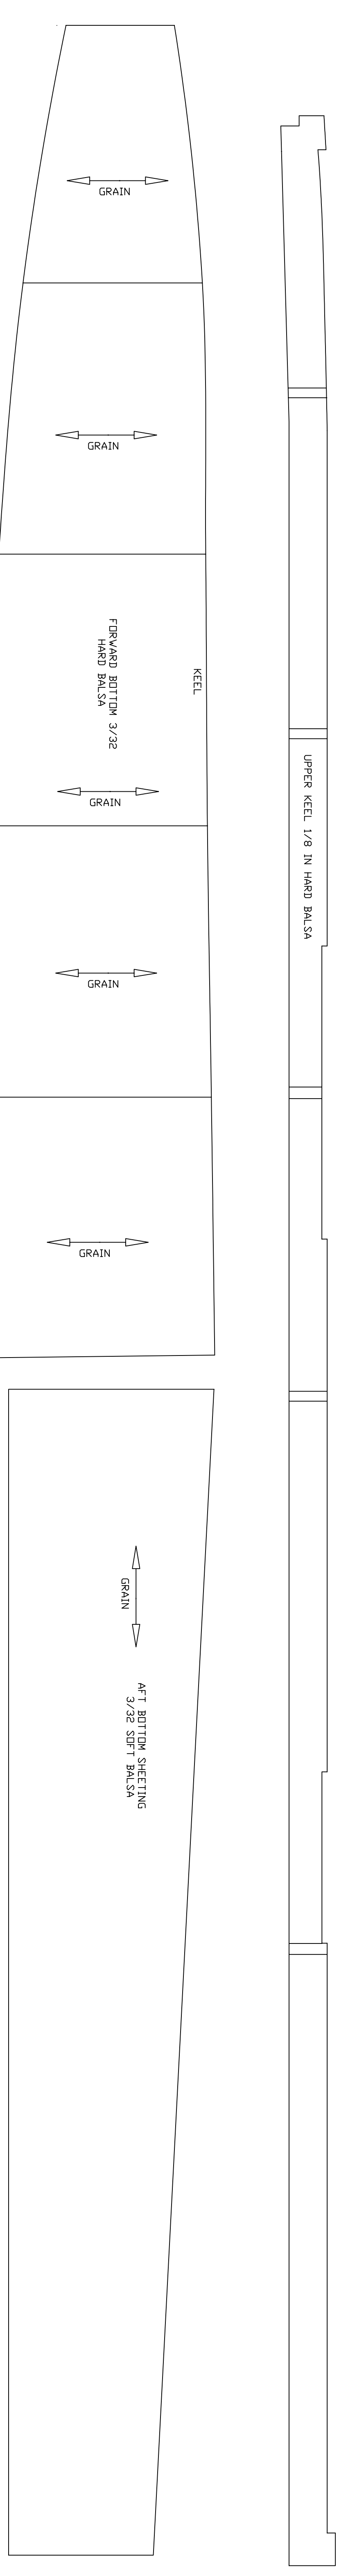 GRAIN
GRAIN
FORWARD BOTTOM 3/32
HARD BALSA
KEEL
GRAIN
UPPER KEEL 1/8 IN HARD BALSA
GRAIN
GRAIN
GRAIN
AFT BOTTOM SHEETING
3/32 SOFT BALSA